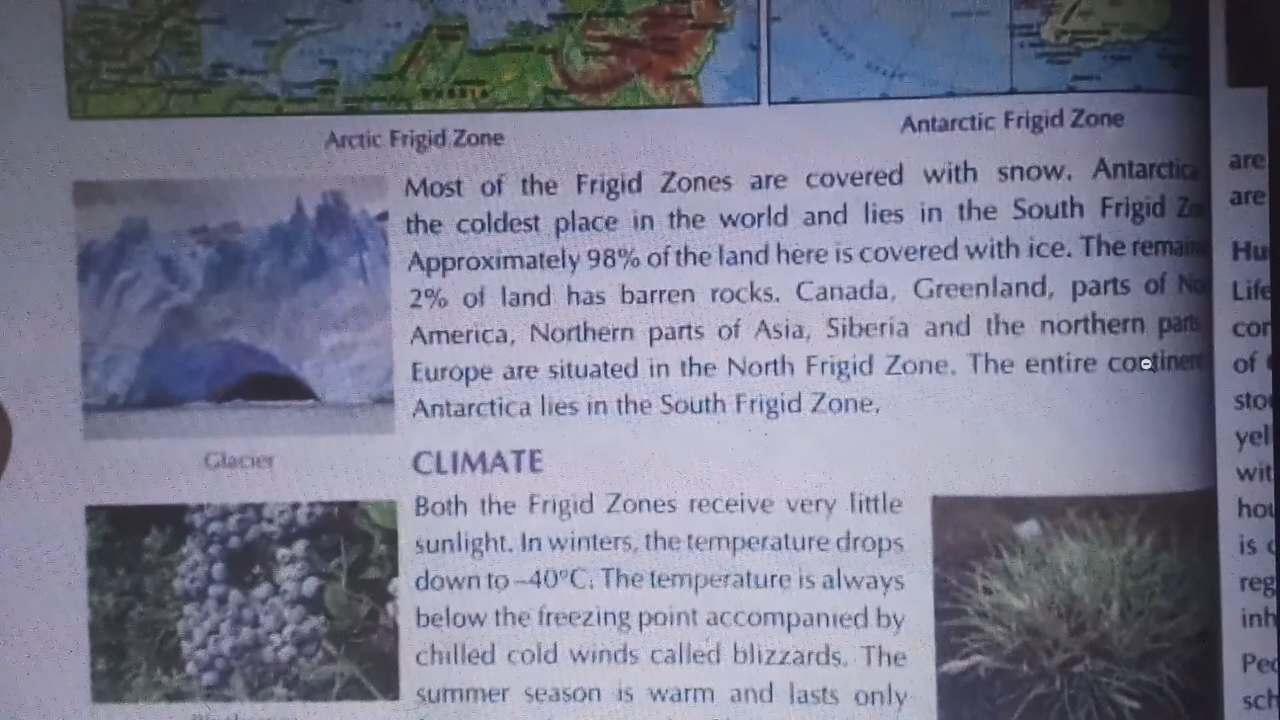 Arctic Frigid Zone
Antarctic Frigid Zone
Most of the Frigid Zones are covered with snow. Antarctica
the coldest place in the world and lies in the South Frigid
Approximately 98% of the land here is covered with ice. The
2% of land has barren rocks. Canada, Greenland, parts of
America, Northern parts of Asia, Siberia and the northern parts
Europe are situated in the North Frigid Zone. The entire
Antarctica lies in the South Frigid Zone.
Glacier
CLIMATE
Both the Frigid Zones receive very little
sunlight. In winters, the temperature drops
down to –40°C. The temperature is always
below the freezing point accompanied by
chilled cold winds called blizzards. The
summer season is warm and lasts only
are
are
of
is